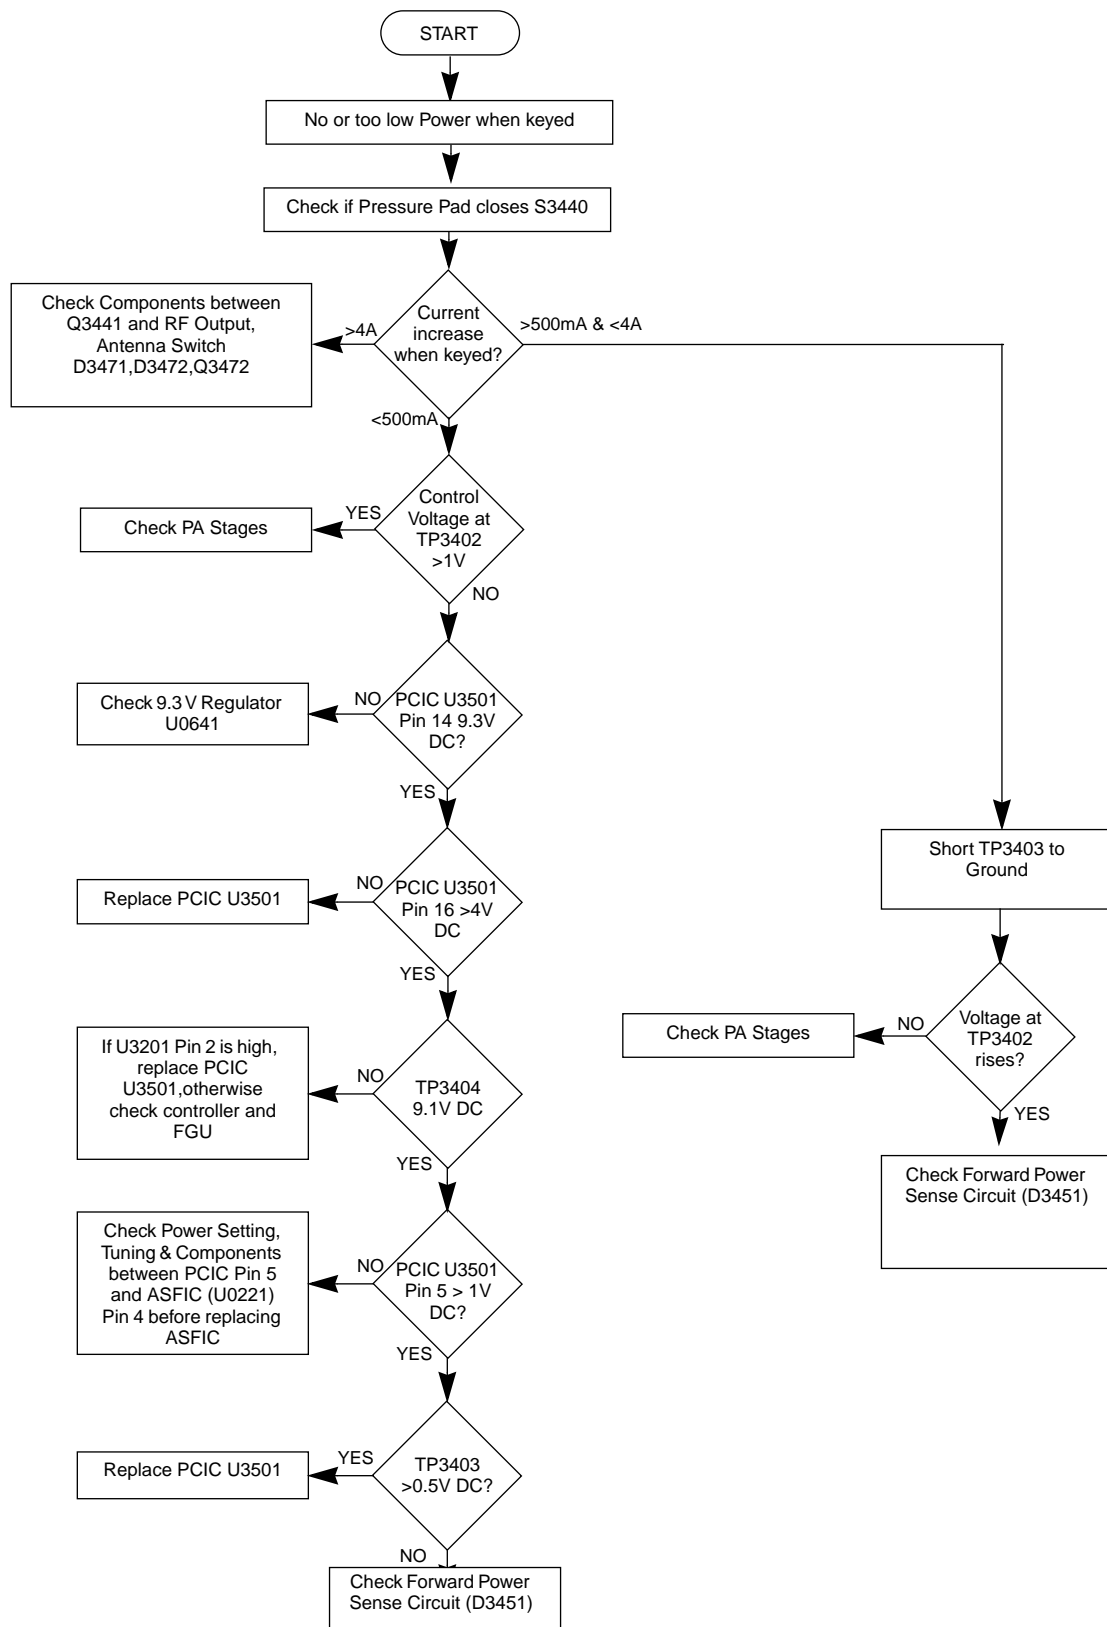 START
No or too low Power when keyed
Check if Pressure Pad closes S3440
Check Components between
Q3441 and RF Output,
Antenna Switch
D3471,D3472,Q3472
>4A
Current
increase
when keyed?
>500mA & <4A
<500mA
Check PA Stages
YES
Control
Voltage at
TP3402
>1V
NO
Check 9.3 V Regulator
U0641
NO
PCIC U3501
Pin 14 9.3V
DC?
YES
Replace PCIC U3501
NO
PCIC U3501
Pin 16 >4V
DC
YES
If U3201 Pin 2 is high,
replace PCIC
U3501,otherwise
check controller and
FGU
NO
TP3404
9.1V DC
YES
Check Power Setting,
Tuning & Components
between PCIC Pin 5
and ASFIC (U0221)
Pin 4 before replacing
ASFIC
NO
PCIC U3501
Pin 5 > 1V
DC?
YES
Replace PCIC U3501
YES
TP3403
>0.5V DC?
NO
Check Forward Power
Sense Circuit (D3451)
Short TP3403 to
Ground
Check PA Stages
NO
Voltage at
TP3402
rises?
YES
Check Forward Power
Sense Circuit (D3451)